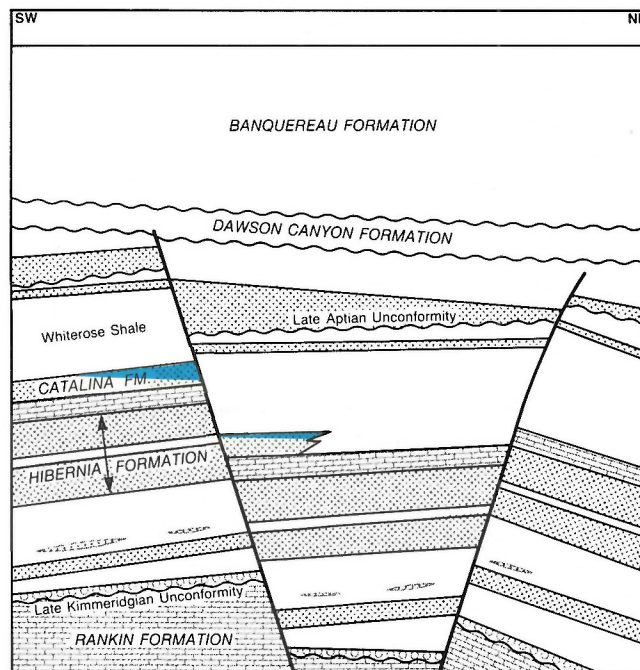 SW
BANQUEREAU FORMATION
DAWSON CANYON FORMATION
Late Aptian Unconformity
Whiterose Shale
CATALINA FM.
HIBERNIA FORMATION
Late Kimmeridgian Unconformity
RANKIN FORMATION